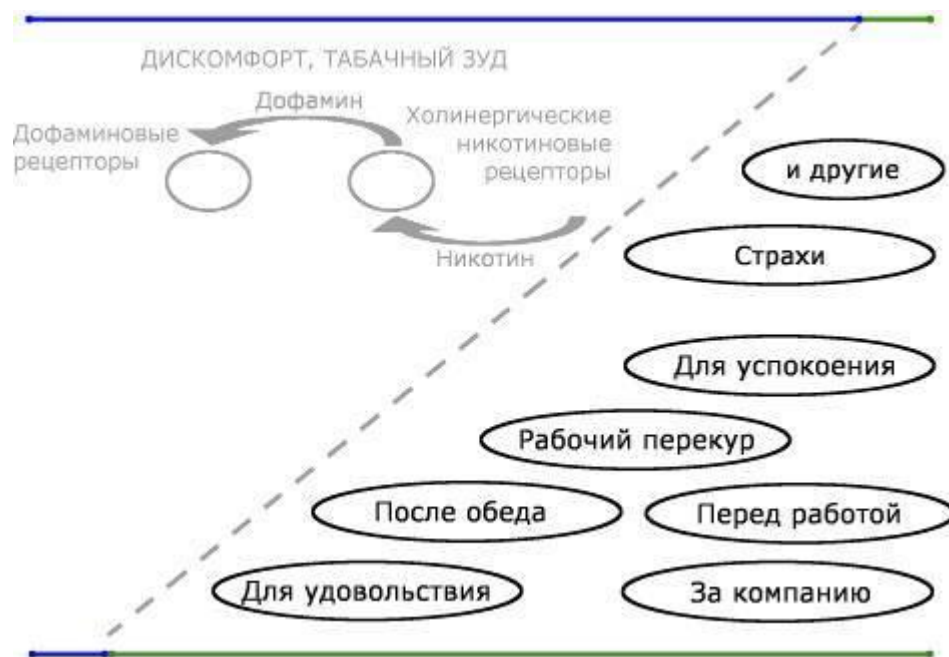 ДИСКОМФОРТ, ТАБАЧНЫЙ ЗУД
Дофамин
Дофаминовые
рецепторы
Холинергические
никотиновые
рецепторы
Никотин
и другие
Страхи
Для успокоения
Рабочий перекур
После обеда
Перед работой
Для удовольствия
За компанию